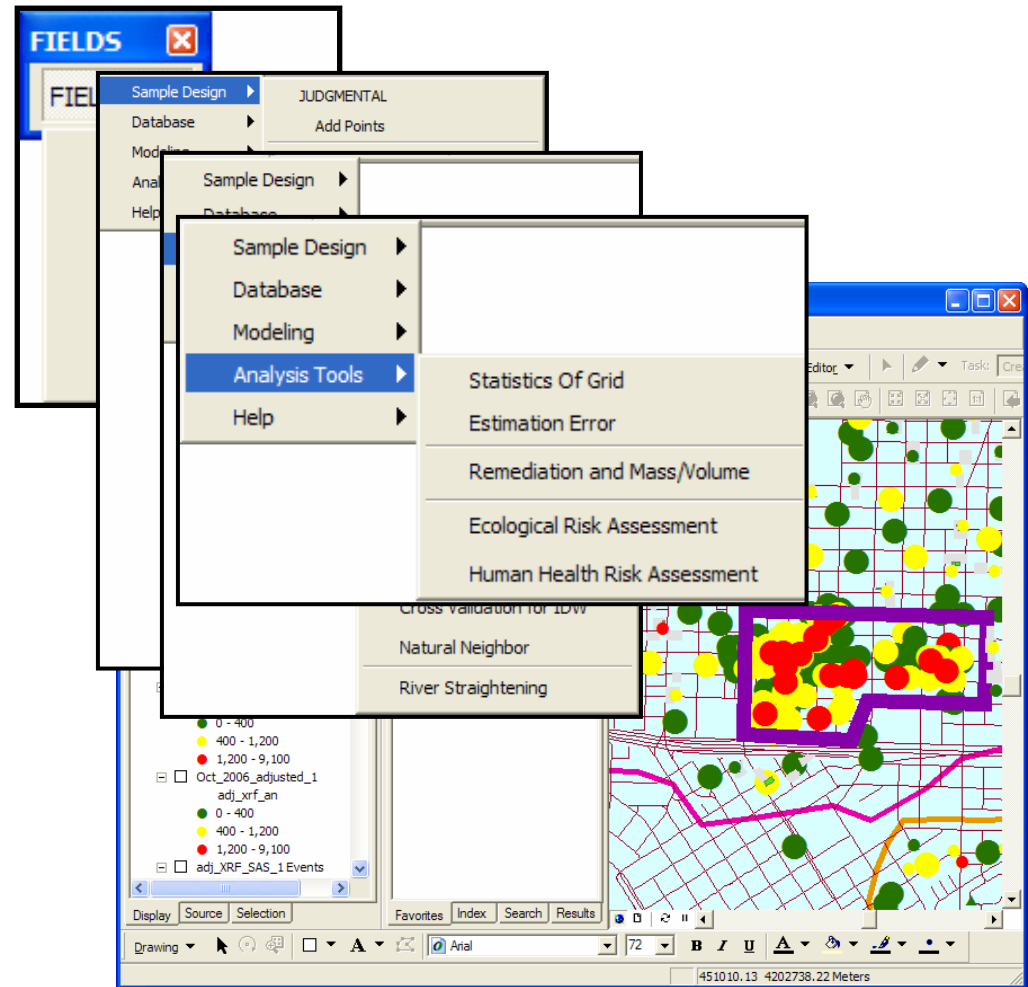 FIELDS
FIEL
Sample Design
JUDGMENTAL
Database
Add Points
Modeling
Anal
Help
Sample Design
Database
Sample Design
Database
Modeling
Analysis Tools
Help
Statistics Of Grid
Estimation Error
Remediation and Mass/Volume
Ecological Risk Assessment
Human Health Risk Assessment
Cross Validation for IDW
Natural Neighbor
River Straightening
Editor
Task:
Cre
0 - 400
400 - 1,200
1,200 - 9,100
Oct_2006_adjusted_1
adj_xrf_an
0 - 400
400 - 1,200
1,200 - 9,100
adj_XRF_SAS_1 Events
Display Source Selection
Favorites Index Search Results
Drawing A Arial 72 B I U A
451010.13 4202738.22 Meters